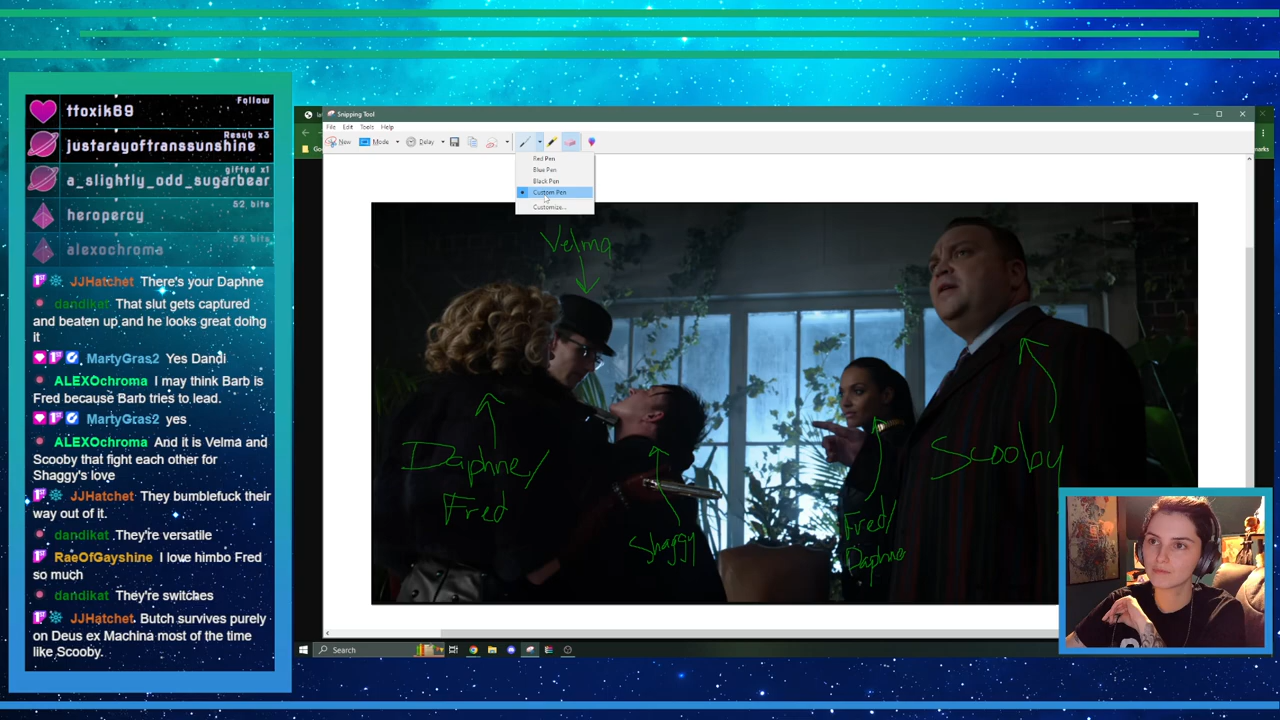 Follow
ttoxik69
Resub x3
justarayoftranssunshine
gifted x1
a_slightly_odd_sugarbear
52 bits
heropercy
52 bits
alexochroma
JJHatchet There's your Daphne
dandikat That slut gets captured
and beaten up and he looks great doihg
it
MartyGras2 Yes Dandi
ALEXOchroma I may think Barb is
Fred because Barb tries to lead.
MartyGras2 yes
ALEXOchroma And it is Velma and
Scooby that fight each other for
Shaggy's love
JJHatchet They bumblefuck their
way out of it.
dandikat They're versatile
RaeOfGayshine I love himbo Fred
so much
dandikat They're switches
JJHatchet. Butch survives purely
on Deus ex Machina most of the time
like Scooby.
Snipping Tool
File Edit Tools Help
New Mode Delay
Red Pen
Blue Pen
Black Pen
Custom Pen
Customize...
Velma
Daphne/
Fred
Shaggy
Fred/
Daphne
Scooby
Search